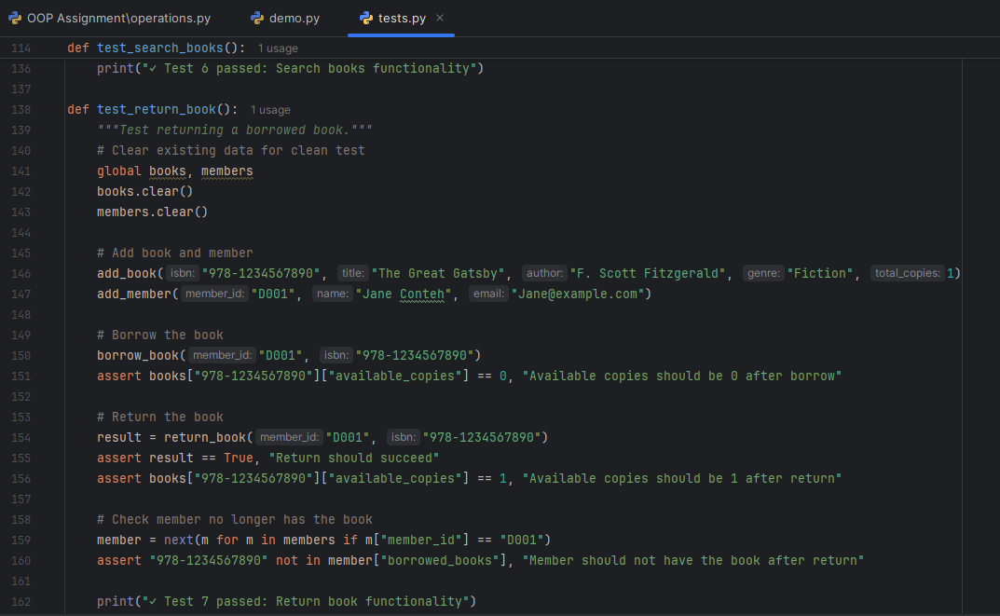 OOP Assignment\operations.py demo.py tests.py ×
114 def test_search_books(): 1 usage
136 print("✓ Test 6 passed: Search books functionality")
137
138 def test_return_book(): 1 usage
139 """Test returning a borrowed book."""
140 # Clear existing data for clean test
141 global books, members
142 books.clear()
143 members.clear()
144
145 # Add book and member
146 add_book( isbn: "978-1234567890", title: "The Great Gatsby", author: "F. Scott Fitzgerald", genre: "Fiction", total_copies: 1)
147 add_member( member_id: "D001", name: "Jane Conteh", email: "Jane@example.com")
148
149 # Borrow the book
150 borrow_book( member_id: "D001", isbn: "978-1234567890")
151 assert books["978-1234567890"]["available_copies"] == 0, "Available copies should be 0 after borrow"
152
153 # Return the book
154 result = return_book( member_id: "D001", isbn: "978-1234567890")
155 assert result == True, "Return should succeed"
156 assert books["978-1234567890"]["available_copies"] == 1, "Available copies should be 1 after return"
157
158 # Check member no longer has the book
159 member = next(m for m in members if m["member_id"] == "D001")
160 assert "978-1234567890" not in member["borrowed_books"], "Member should not have the book after return"
161
162 print("✓ Test 7 passed: Return book functionality")